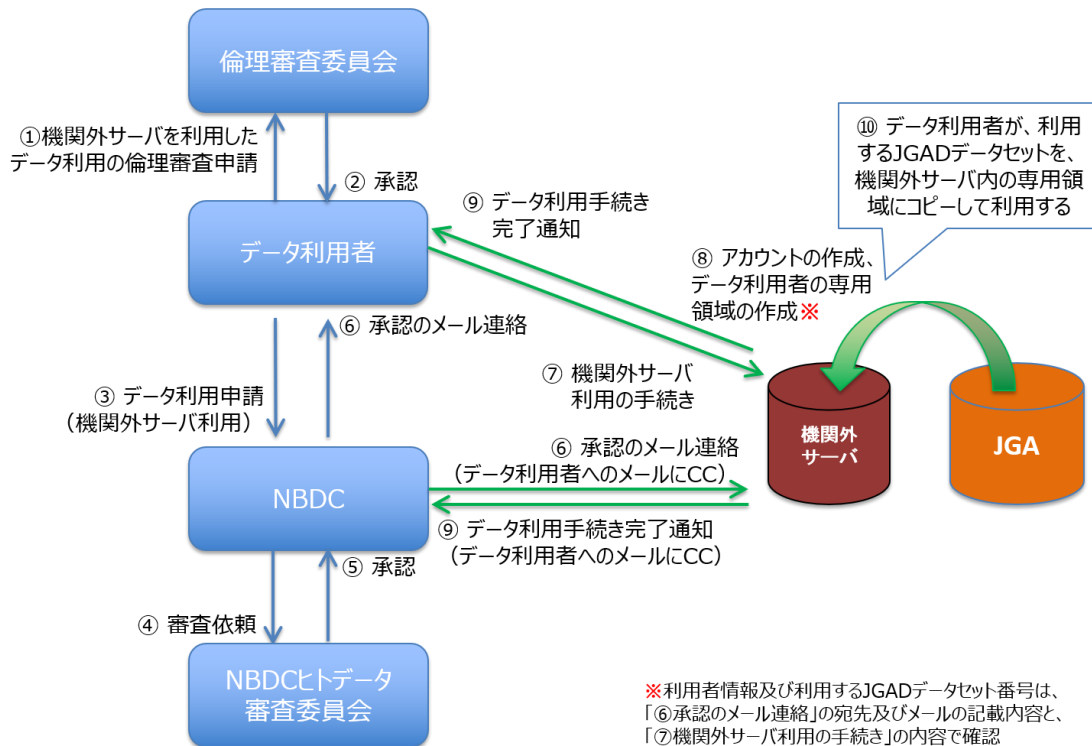 倫理審査委員会
①機関外サーバを利用した
データ利用の倫理審査申請
② 承認
⑩ データ利用者が、利用
するJGADデータセットを、
機関外サーバ内の専用領
域にコピーして利用する
⑨ データ利用手続き
完了通知
データ利用者
⑧ アカウントの作成、
データ利用者の専用
領域の作成※
⑥ 承認のメール連絡
⑦ 機関外サーバ
利用の手続き
③ データ利用申請
（機関外サーバ利用）
機関外
サーバ
JGA
⑥ 承認のメール連絡
（データ利用者へのメールにCC）
NBDC
⑨ データ利用手続き完了通知
（データ利用者へのメールにCC）
⑤ 承認
④ 審査依頼
NBDCヒトデータ
審査委員会
※利用者情報及び利用するJGADデータセット番号は、
「⑥承認のメール連絡」の宛先及びメールの記載内容と、
「⑦機関外サーバ利用の手続き」の内容で確認